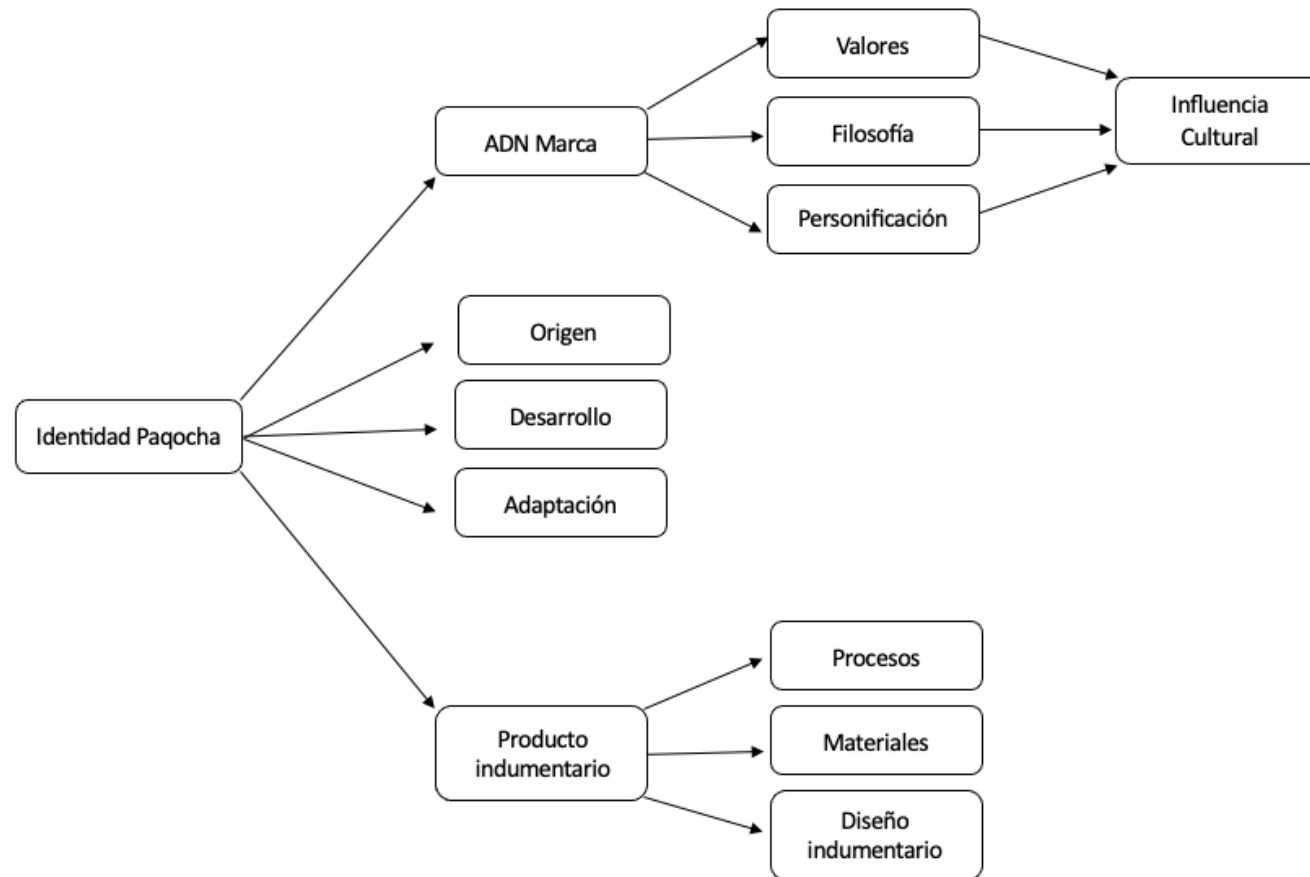 Valores
Influencia
Cultural
ADN Marca
Filosofía
Personificación
Origen
Identidad Paqocha
Desarrollo
Adaptación
Procesos
Producto
indumentario
Materiales
Diseño
indumentario